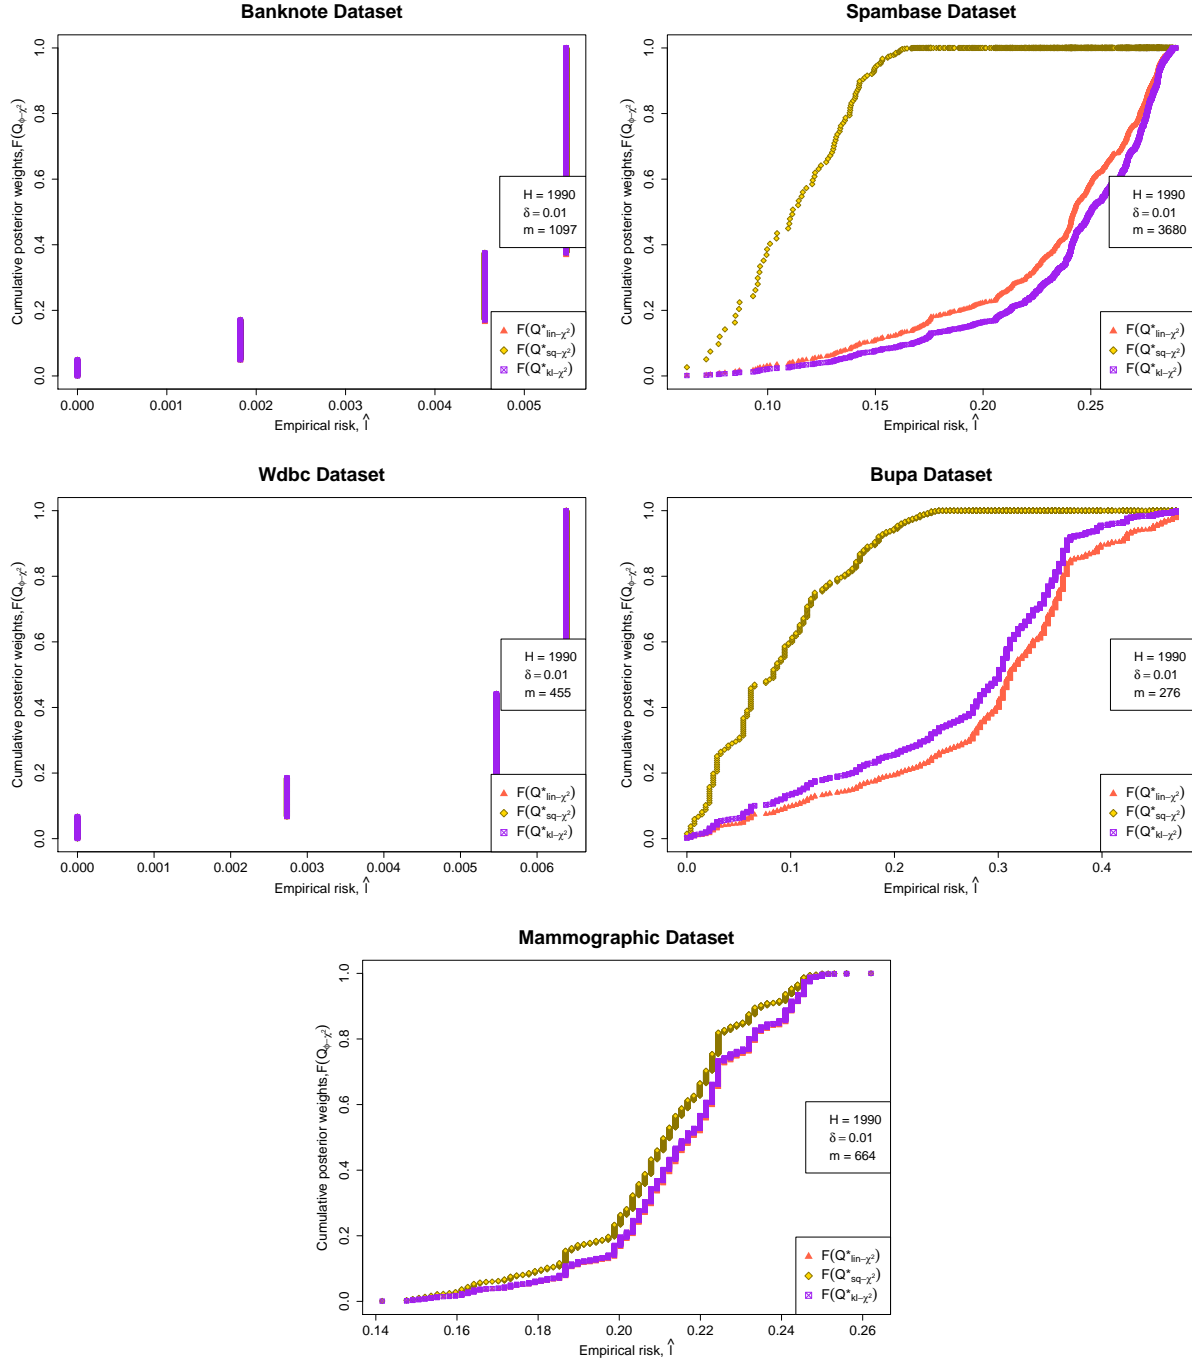 Banknote Dataset
Cumulative posterior weights,F(Q_{ϕ−χ²})
1.0
0.8
0.6
0.4
0.2
0.0
H = 1990
δ = 0.01
m = 1097
F(Q*_{lin−χ²})
F(Q*_{sq−χ²})
F(Q*_{kl−χ²})
0.000 0.001 0.002 0.003 0.004 0.005
Empirical risk, l̂
Spambase Dataset
Cumulative posterior weights,F(Q_{ϕ−χ²})
1.0
0.8
0.6
0.4
0.2
0.0
H = 1990
δ = 0.01
m = 3680
F(Q*_{lin−χ²})
F(Q*_{sq−χ²})
F(Q*_{kl−χ²})
0.10 0.15 0.20 0.25
Empirical risk, l̂
Wdbc Dataset
Cumulative posterior weights,F(Q_{ϕ−χ²})
1.0
0.8
0.6
0.4
0.2
0.0
H = 1990
δ = 0.01
m = 455
F(Q*_{lin−χ²})
F(Q*_{sq−χ²})
F(Q*_{kl−χ²})
0.000 0.001 0.002 0.003 0.004 0.005 0.006
Empirical risk, l̂
Bupa Dataset
Cumulative posterior weights,F(Q_{ϕ−χ²})
1.0
0.8
0.6
0.4
0.2
0.0
H = 1990
δ = 0.01
m = 276
F(Q*_{lin−χ²})
F(Q*_{sq−χ²})
F(Q*_{kl−χ²})
0.0 0.1 0.2 0.3 0.4
Empirical risk, l̂
Mammographic Dataset
Cumulative posterior weights,F(Q_{ϕ−χ²})
1.0
0.8
0.6
0.4
0.2
0.0
H = 1990
δ = 0.01
m = 664
F(Q*_{lin−χ²})
F(Q*_{sq−χ²})
F(Q*_{kl−χ²})
0.14 0.16 0.18 0.20 0.22 0.24 0.26
Empirical risk, l̂